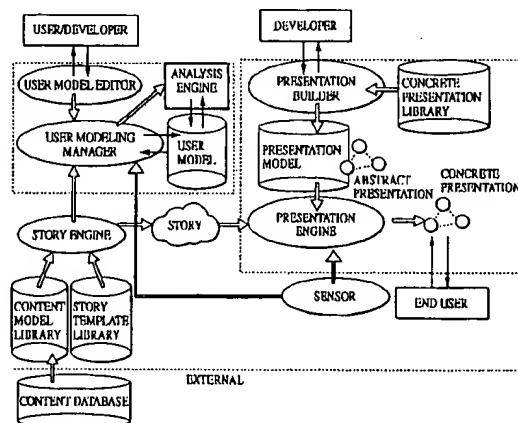 USER/DEVELOPER
DEVELOPER
USER MODEL EDITOR
ANALYSIS
ENGINE
PRESENTATION
BUILDER
CONCRETE
PRESENTATION
LIBRARY
USER MODELING
MANAGER
USER
MODEL.
PRESENTATION
MODEL
ABSTRACT
PRESENTATION
CONCRETE
PRESENTATION
STORY ENGINE
STORY
PRESENTATION
ENGINE
CONTENT
MODEL
LIBRARY
STORY
TEMPLATE
LIBRARY
SENSOR
END USER
EXTERNAL
CONTENT DATABASE